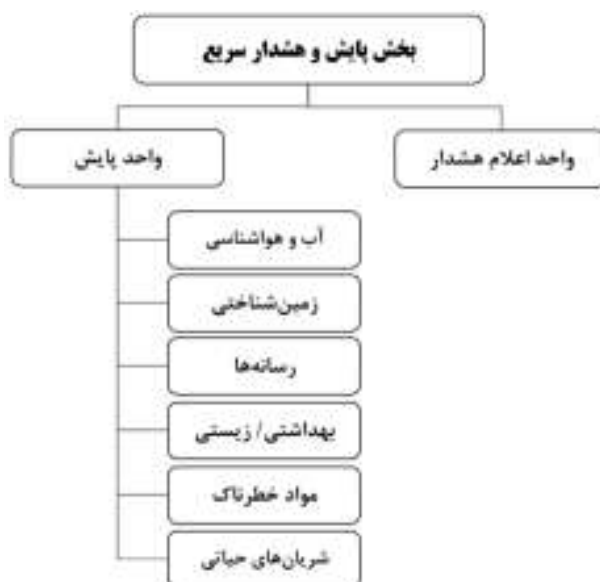 بخش پایش و هشدار سریع
واحد اعلام هشدار
واحد پایش
آب و هواشناسی
زمین‌شناختی
رسانه‌ها
بهداشتی/ زیستی
مواد خطرناک
شریان‌های حیاتی